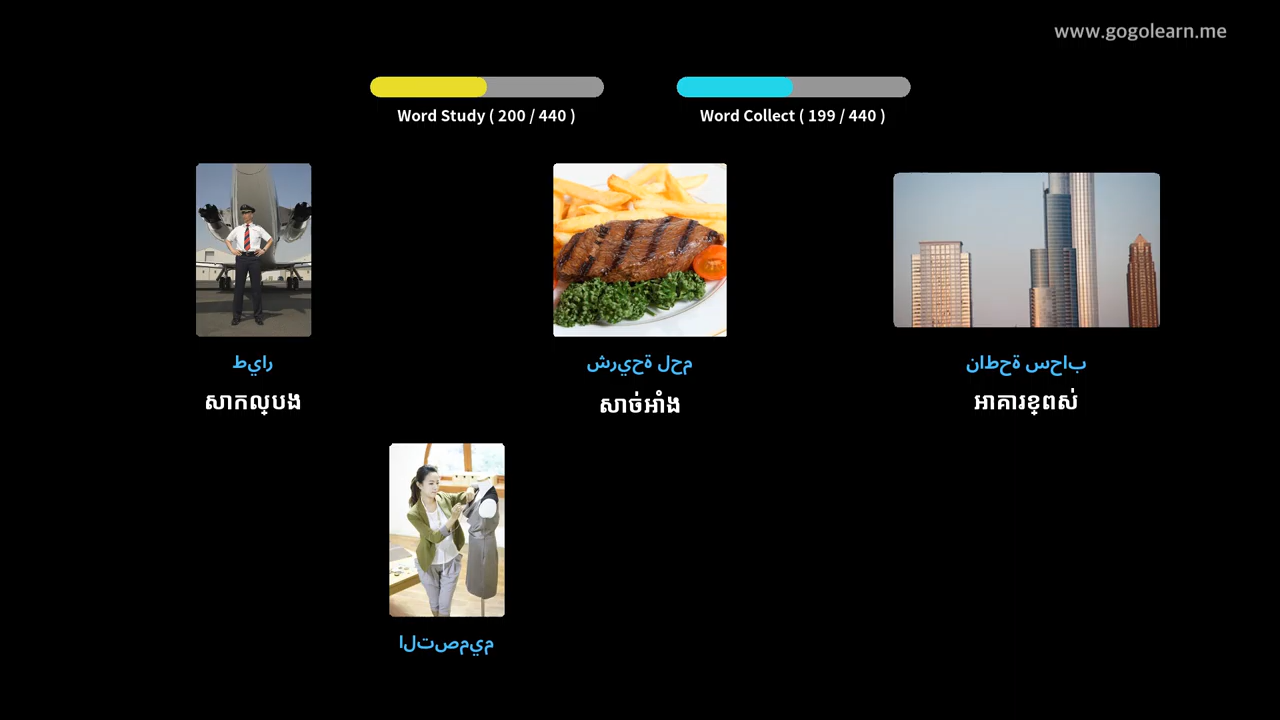 www.gogolearn.me
Word Study ( 200 / 440 )
Word Collect ( 199 / 440 )
طيار
شريحة لحم
ناطحة سحاب
សាកល្បង
សាច់អាំង
អាគារខ្ពស់
التصميم